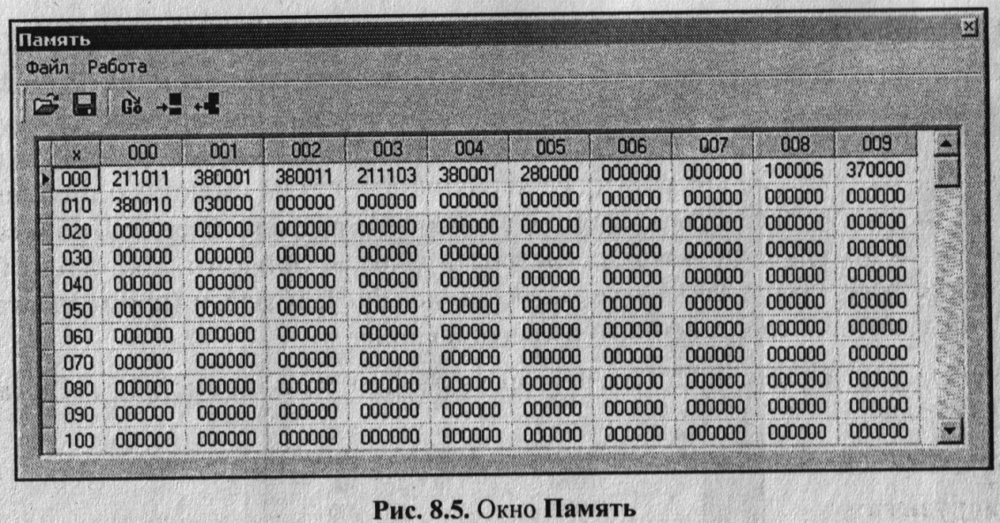 Память
Файл Работа
Go
x 000 001 002 003 004 005 006 007 008 009
000 211011 380001 380011 211103 380001 280000 000000 000000 100006 370000
010 380010 030000 000000 000000 000000 000000 000000 000000 000000 000000
020 000000 000000 000000 000000 000000 000000 000000 000000 000000 000000
030 000000 000000 000000 000000 000000 000000 000000 000000 000000 000000
040 000000 000000 000000 000000 000000 000000 000000 000000 000000 000000
050 000000 000000 000000 000000 000000 000000 000000 000000 000000 000000
060 000000 000000 000000 000000 000000 000000 000000 000000 000000 000000
070 000000 000000 000000 000000 000000 000000 000000 000000 000000 000000
080 000000 000000 000000 000000 000000 000000 000000 000000 000000 000000
090 000000 000000 000000 000000 000000 000000 000000 000000 000000 000000
100 000000 000000 000000 000000 000000 000000 000000 000000 000000 000000
Рис. 8.5. Окно Память